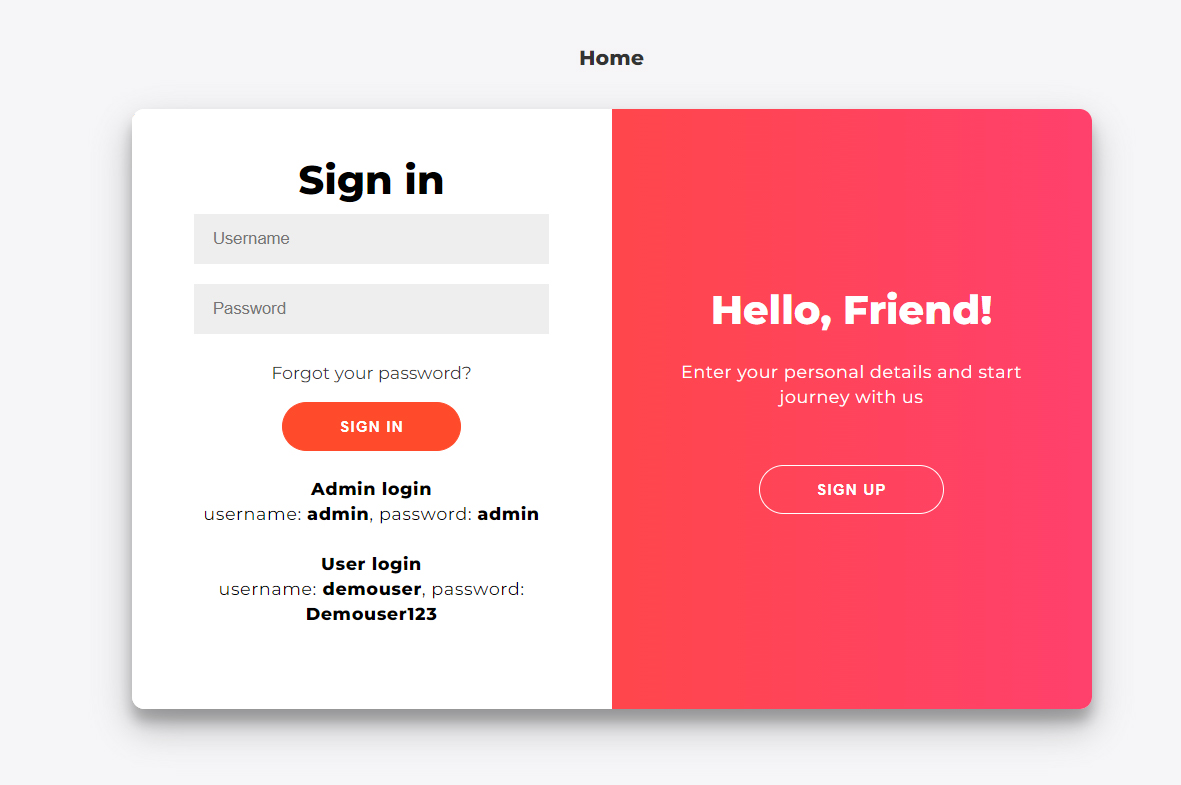 Home
Sign in
Username
Password
Forgot your password?
SIGN IN
Admin login
username: admin, password: admin
User login
username: demouser, password:
Demouser123
Hello, Friend!
Enter your personal details and start
journey with us
SIGN UP